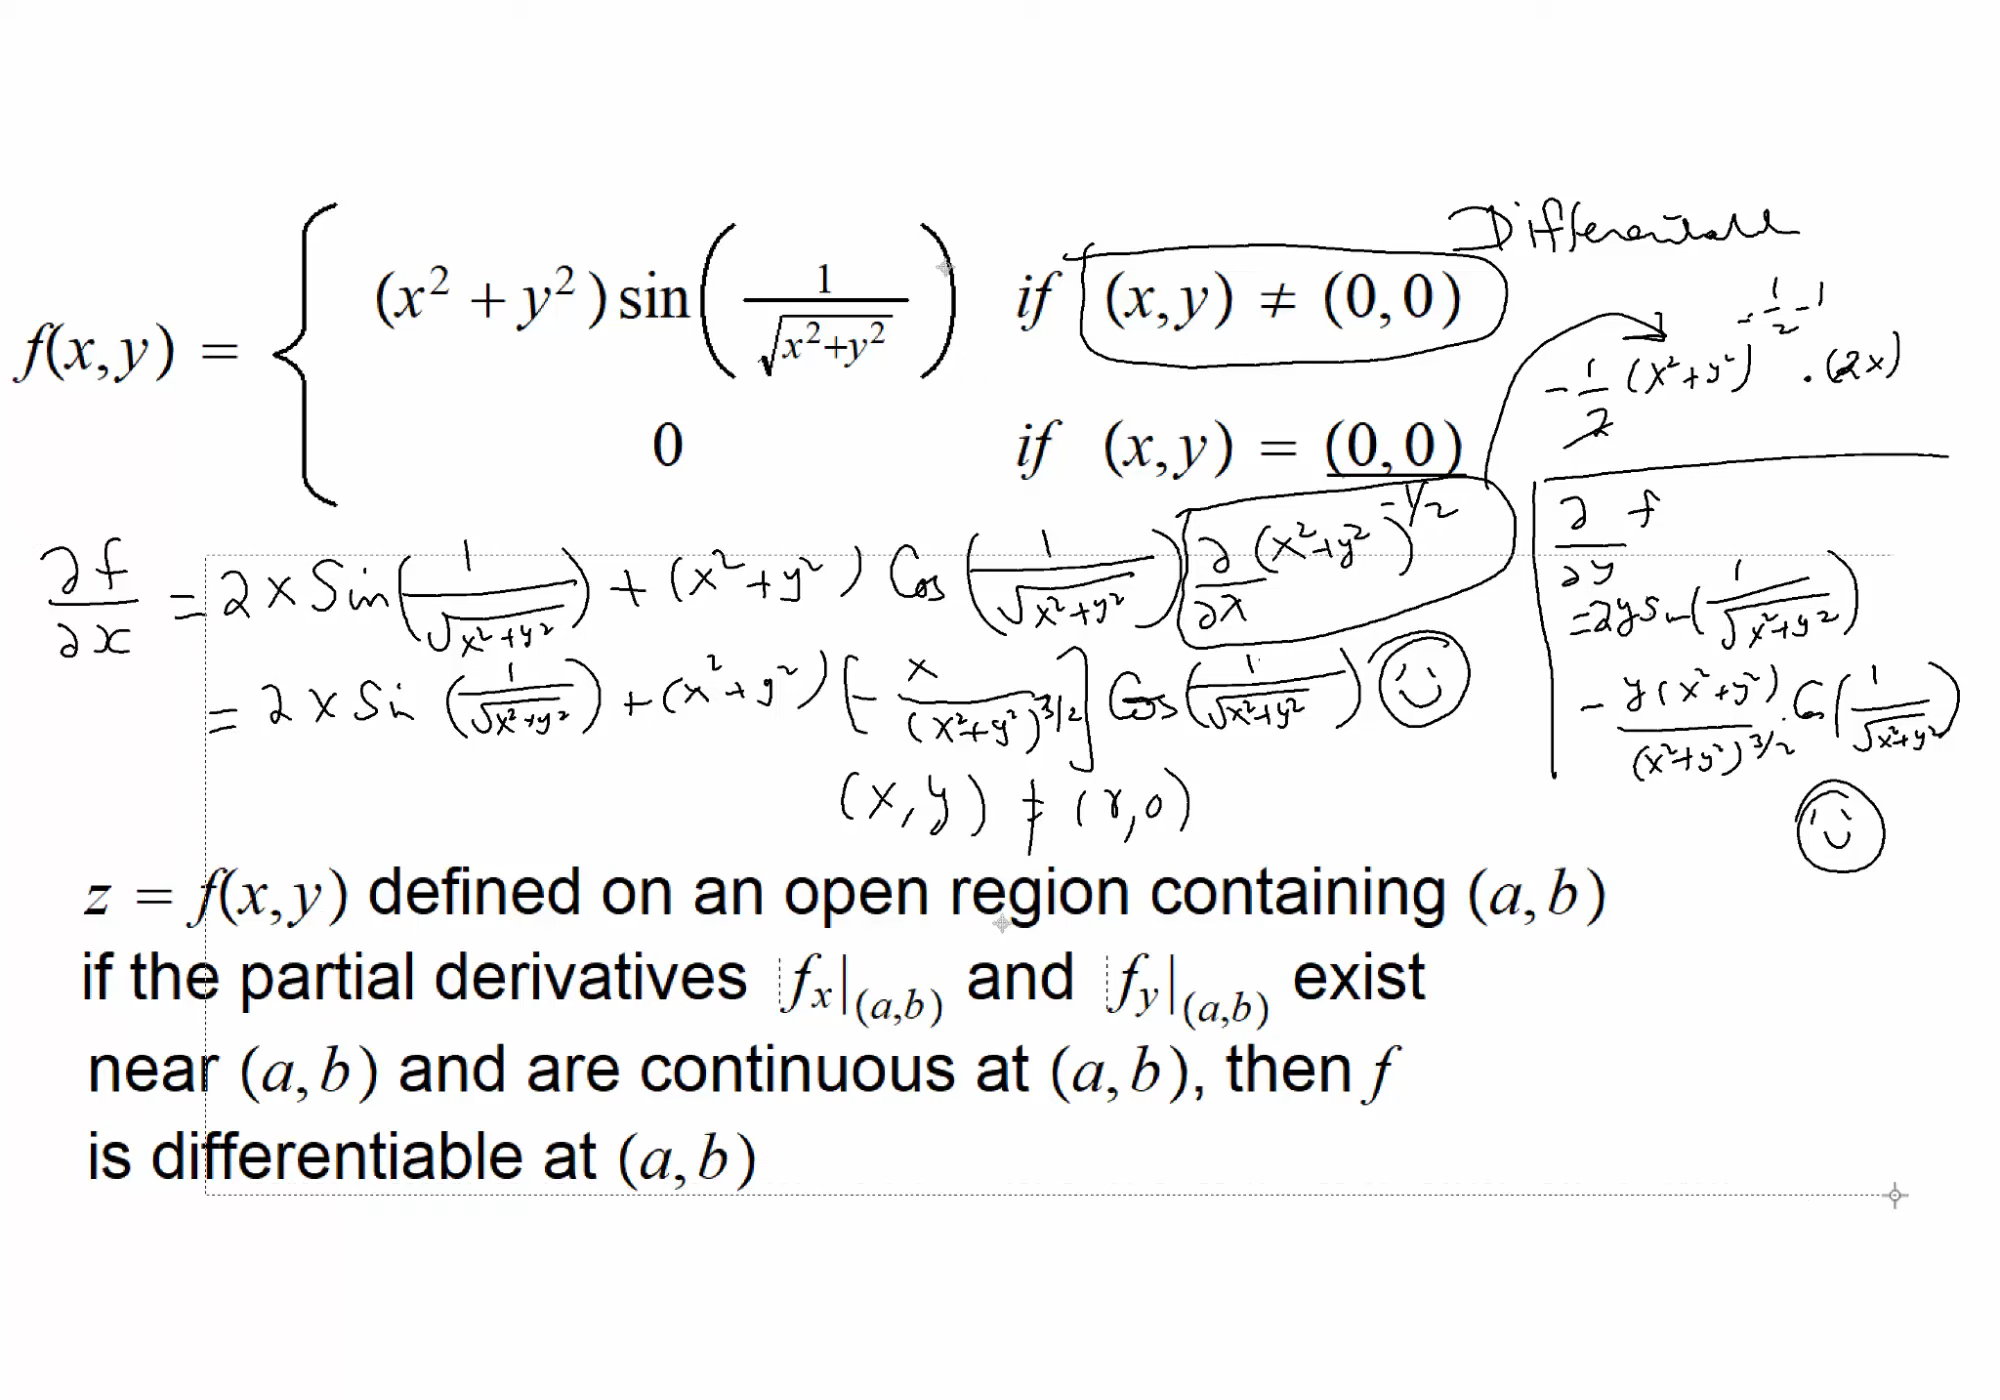 Differentiable
f(x,y) = { (x² + y²) sin( 1/√(x²+y²) ) if (x,y) ≠ (0,0)
0 if (x,y) = (0,0)
-1/2 (x²+y²)^(-1/2 -1) . (2x)
∂f/∂x = 2x Sin( 1/√(x²+y²) ) + (x²+y²) Cos( 1/√(x²+y²) ) ∂/∂x (x²+y²)^(-1/2)
= 2x Sin ( 1/√(x²+y²) ) + (x²+y²) [ - x/(x²+y²)^(3/2) ] Cos( 1/√(x²+y²) )
(x,y) ≠ (0,0)
∂f/∂y
= 2y Sin( 1/√(x²+y²) )
- y(x²+y²)/(x²+y²)^(3/2) . Cos( 1/√(x²+y²) )
z = f(x,y) defined on an open region containing (a,b)
if the partial derivatives fx|(a,b) and fy|(a,b) exist
near (a,b) and are continuous at (a,b), then f
is differentiable at (a,b)